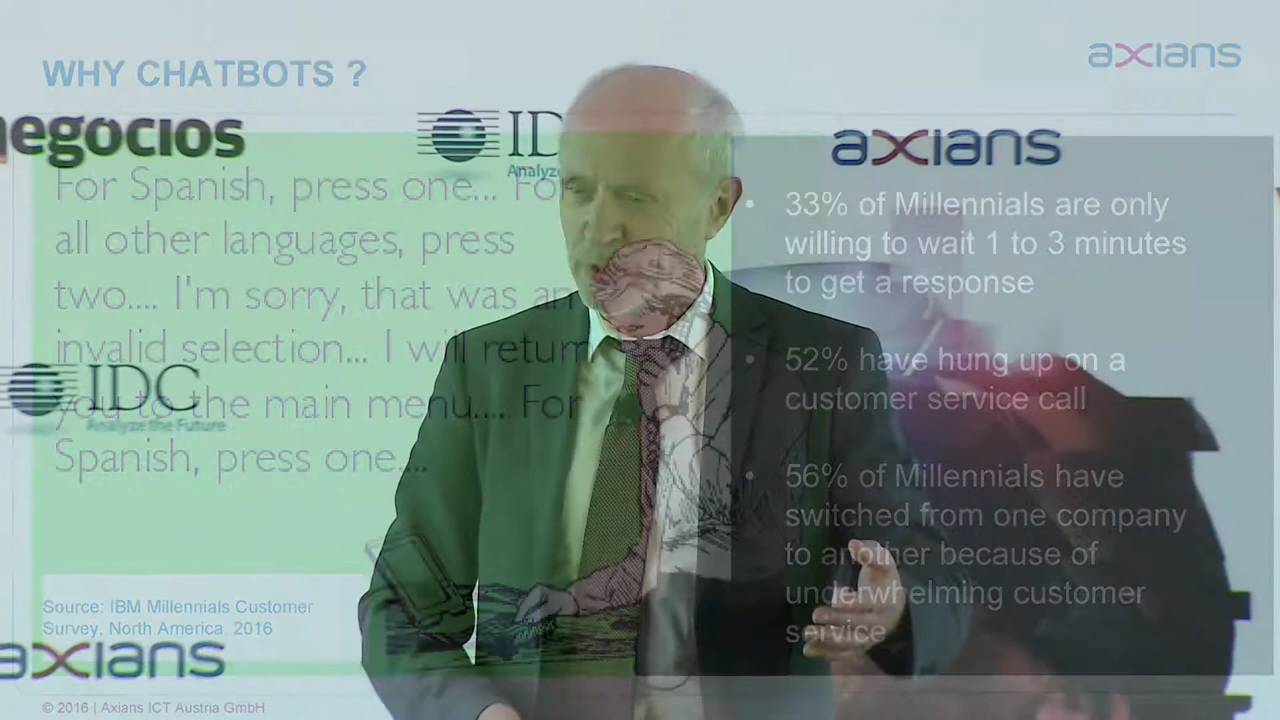 WHY CHATBOTS ?
axians
negocios
IDC
Analyze
axians
For Spanish, press one... For
all other languages, press
two.... I'm sorry, that was an
invalid selection... I will return
you to the main menu.... For
Spanish, press one....
• 33% of Millennials are only
willing to wait 1 to 3 minutes
to get a response
• 52% have hung up on a
customer service call
• 56% of Millennials have
switched from one company
to another because of
underwhelming customer
service
IDC
Analyze the Future
Source: IBM Millennials Customer
Survey, North America, 2016
axians
© 2016 | Axians ICT Austria GmbH